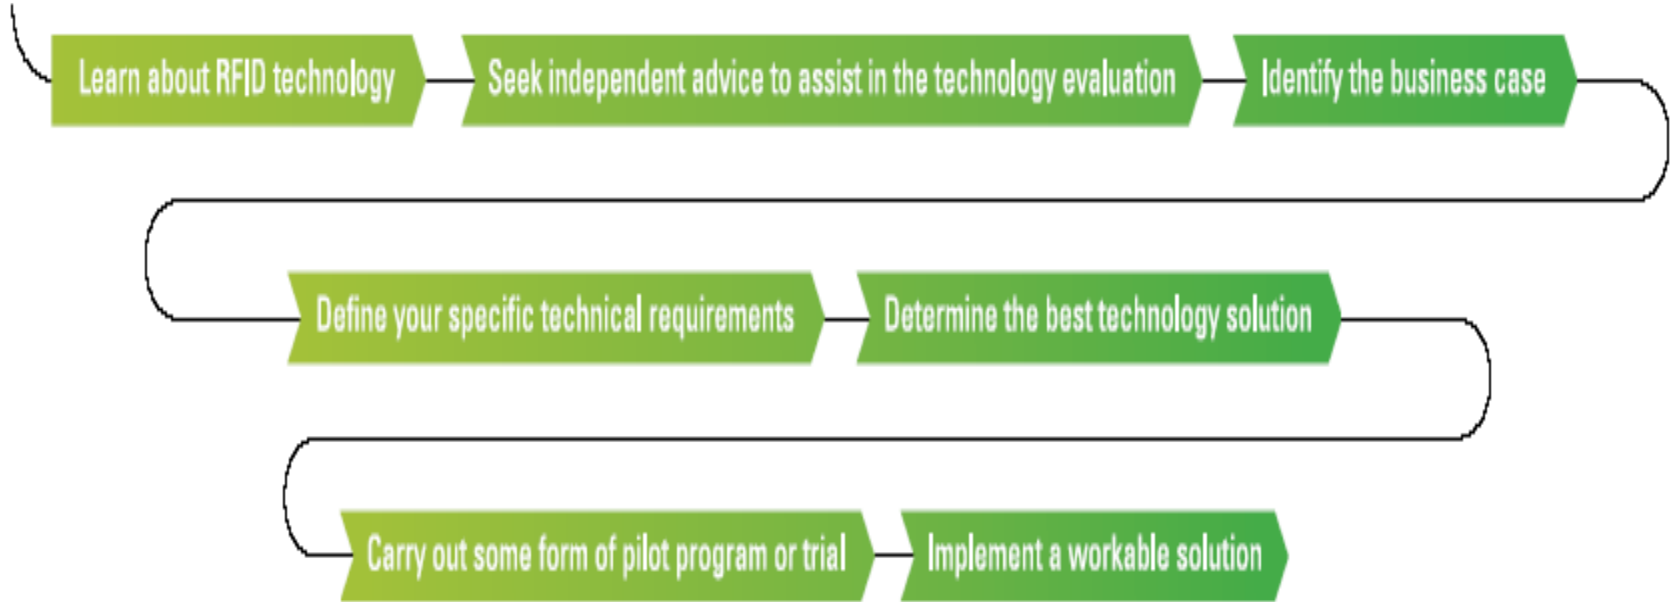 Learn about RFID technology
Seek independent advice to assist in the technology evaluation
Identify the business case
Define your specific technical requirements
Determine the best technology solution
Carry out some form of pilot program or trial
Implement a workable solution